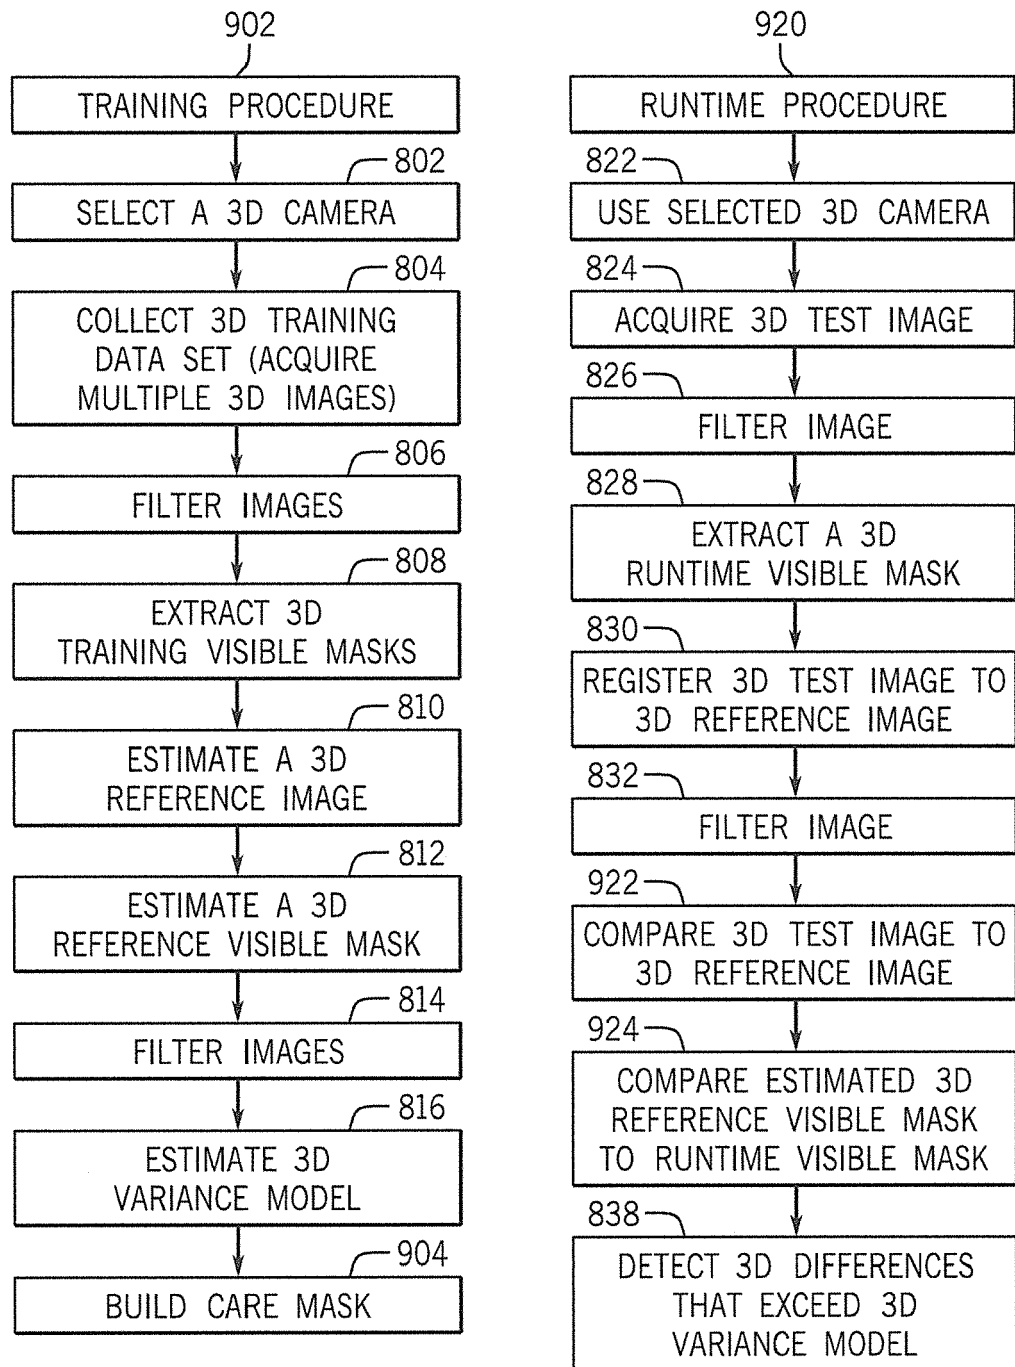 902
TRAINING PROCEDURE
802
SELECT A 3D CAMERA
804
COLLECT 3D TRAINING
DATA SET (ACQUIRE
MULTIPLE 3D IMAGES)
806
FILTER IMAGES
808
EXTRACT 3D
TRAINING VISIBLE MASKS
810
ESTIMATE A 3D
REFERENCE IMAGE
812
ESTIMATE A 3D
REFERENCE VISIBLE MASK
814
FILTER IMAGES
816
ESTIMATE 3D
VARIANCE MODEL
904
BUILD CARE MASK
920
RUNTIME PROCEDURE
822
USE SELECTED 3D CAMERA
824
ACQUIRE 3D TEST IMAGE
826
FILTER IMAGE
828
EXTRACT A 3D
RUNTIME VISIBLE MASK
830
REGISTER 3D TEST IMAGE TO
3D REFERENCE IMAGE
832
FILTER IMAGE
922
COMPARE 3D TEST IMAGE TO
3D REFERENCE IMAGE
924
COMPARE ESTIMATED 3D
REFERENCE VISIBLE MASK
TO RUNTIME VISIBLE MASK
838
DETECT 3D DIFFERENCES
THAT EXCEED 3D
VARIANCE MODEL